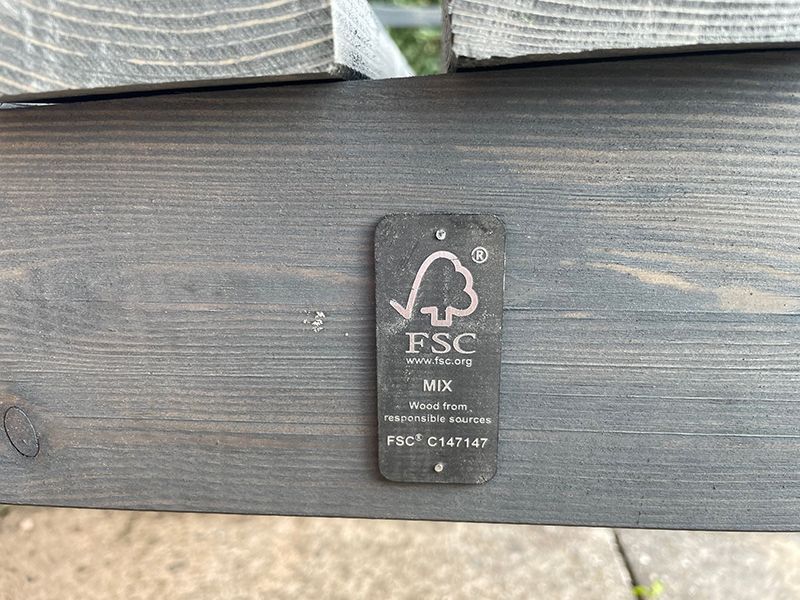 ®
FSC
www.fsc.org
MIX
Wood from
responsible sources
FSC® C147147